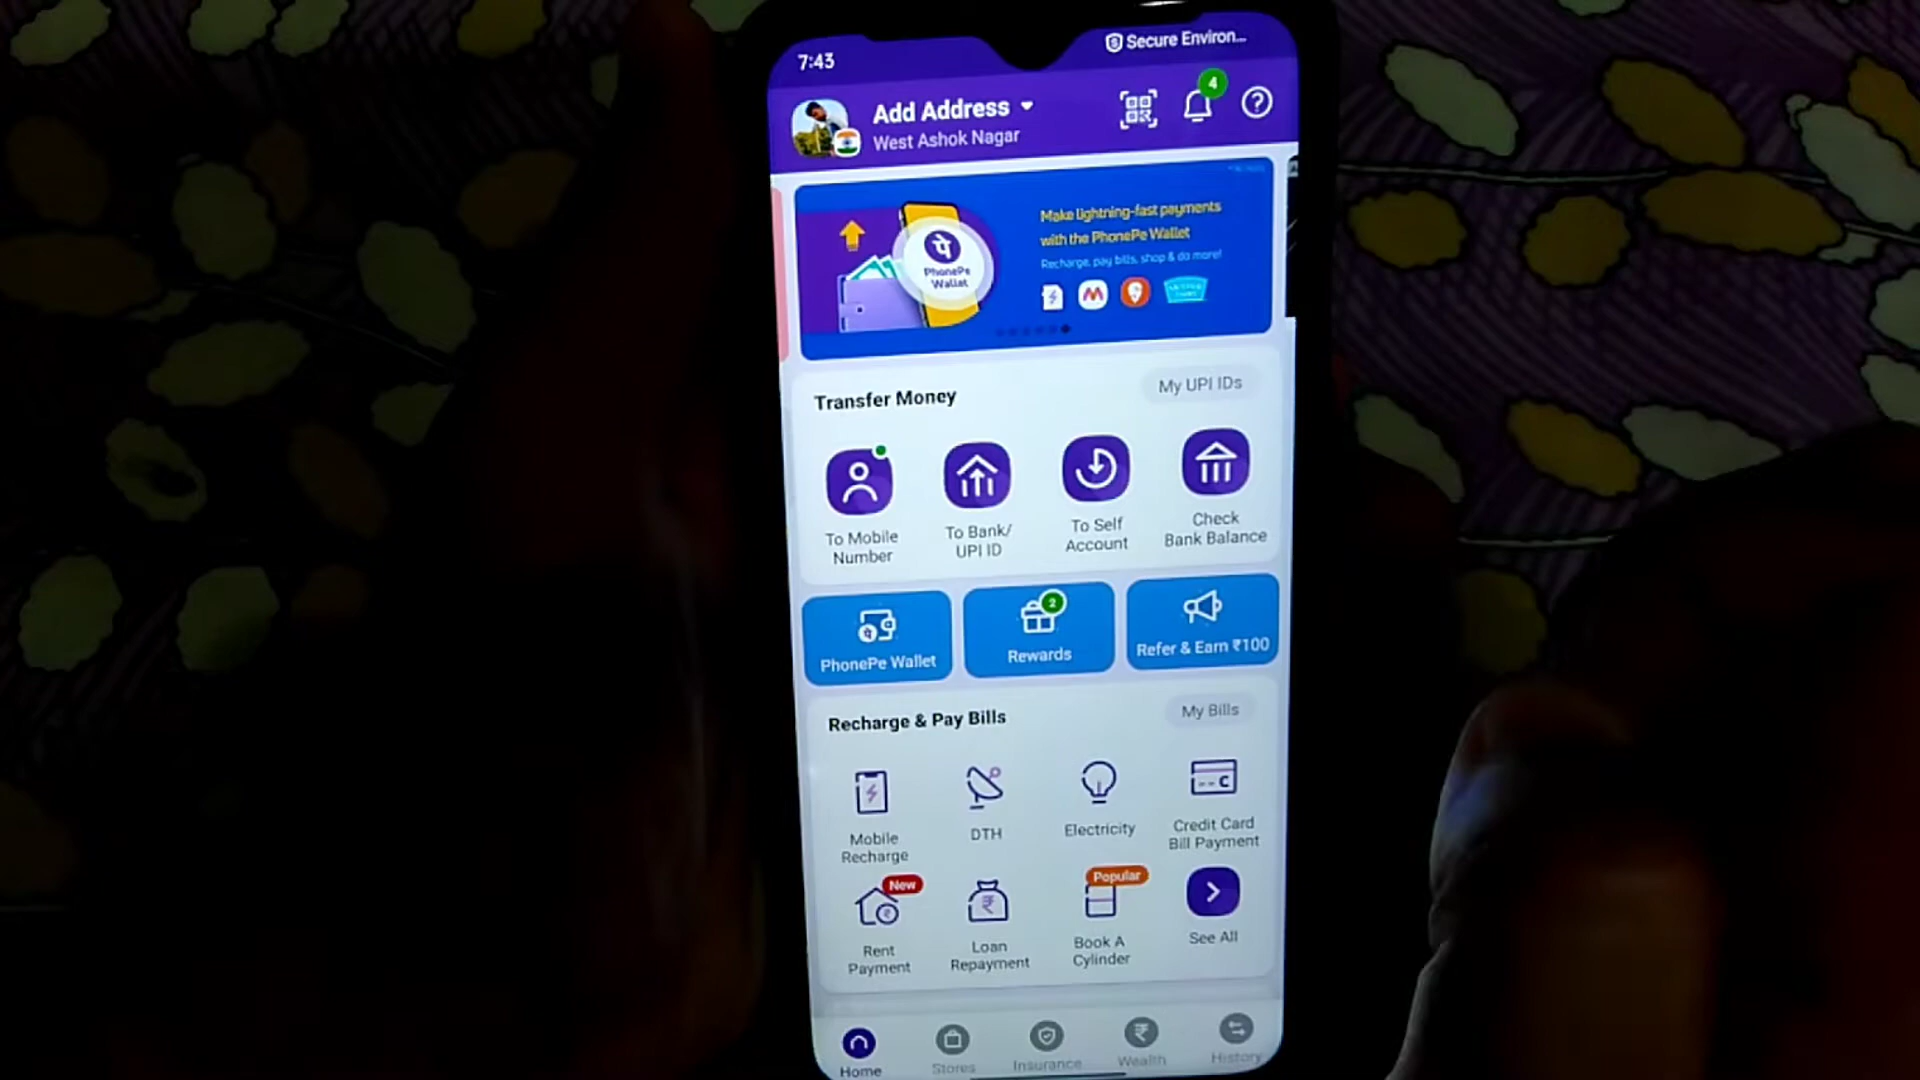 7:43
Secure Environ...
Add Address
4
West Ashok Nagar
Make lightning-fast payments
with the PhonePe Wallet
Recharge, pay bills, shop & do more!
पे
PhonePe
Wallet
Transfer Money
My UPI IDs
To Mobile
Number
To Bank/
UPI ID
To Self
Account
Check
Bank Balance
PhonePe Wallet
2
Rewards
Refer & Earn ₹100
Recharge & Pay Bills
My Bills
Mobile
Recharge
DTH
Electricity
Credit Card
Bill Payment
New
Rent
Payment
Loan
Repayment
Popular
Book A
Cylinder
See All
Home
Stores
Insurance
Wealth
History